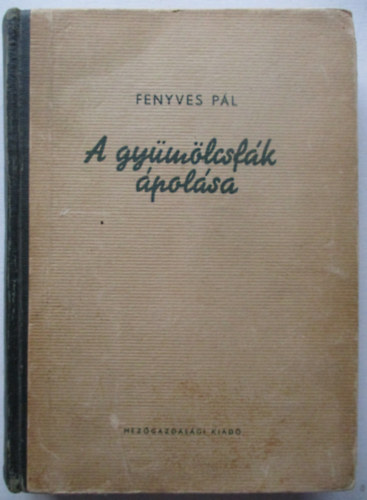 FENYVES PÁL
A gyümölcsfák
ápolása
MEZŐGAZDASÁGI KIADÓ